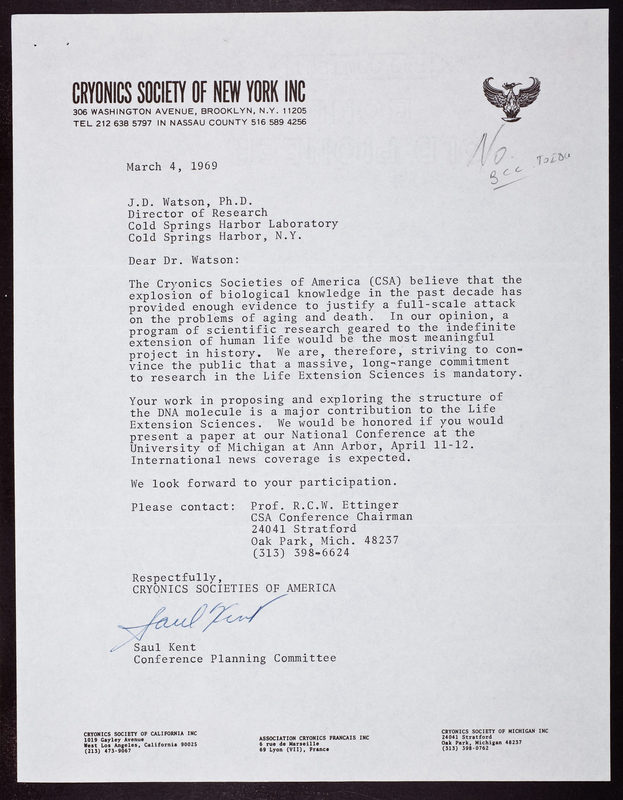 CRYONICS SOCIETY OF NEW YORK INC
306 WASHINGTON AVENUE, BROOKLYN, N.Y. 11205
TEL 212 638 5797 IN NASSAU COUNTY 516 589 4256
No.
BCC
March 4, 1969
J.D. Watson, Ph.D.
Director of Research
Cold Springs Harbor Laboratory
Cold Springs Harbor, N.Y.
Dear Dr. Watson:
The Cryonics Societies of America (CSA) believe that the
explosion of biological knowledge in the past decade has
provided enough evidence to justify a full-scale attack
on the problems of aging and death. In our opinion, a
program of scientific research geared to the indefinite
extension of human life would be the most meaningful
project in history. We are, therefore, striving to con-
vince the public that a massive, long-range commitment
to research in the Life Extension Sciences is mandatory.
Your work in proposing and exploring the structure of
the DNA molecule is a major contribution to the Life
Extension Sciences. We would be honored if you would
present a paper at our National Conference at the
University of Michigan at Ann Arbor, April 11-12.
International news coverage is expected.
We look forward to your participation.
Please contact: Prof. R.C.W. Ettinger
CSA Conference Chairman
24041 Stratford
Oak Park, Mich. 48237
(313) 398-6624
Respectfully,
CRYONICS SOCIETIES OF AMERICA
Saul Kent
Saul Kent
Conference Planning Committee
CRYONICS SOCIETY OF CALIFORNIA INC
1019 Gayley Avenue
West Los Angeles, California 90025
(213) 473-9067
ASSOCIATION CRYONICS FRANCAIS INC
6 rue de Marseille
69 Lyon (VII), France
CRYONICS SOCIETY OF MICHIGAN INC
24041 Stratford
Oak Park, Michigan 48237
(313) 398-0762